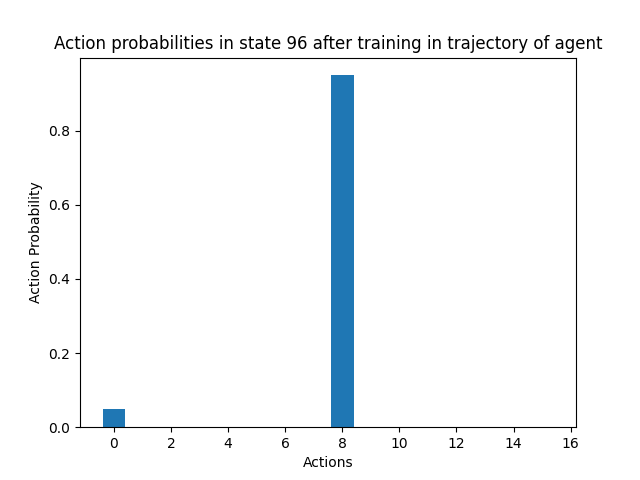 Action probabilities in state 96 after training in trajectory of agent
Action Probability
0.8
0.6
0.4
0.2
0.0
0 2 4 6 8 10 12 14 16
Actions